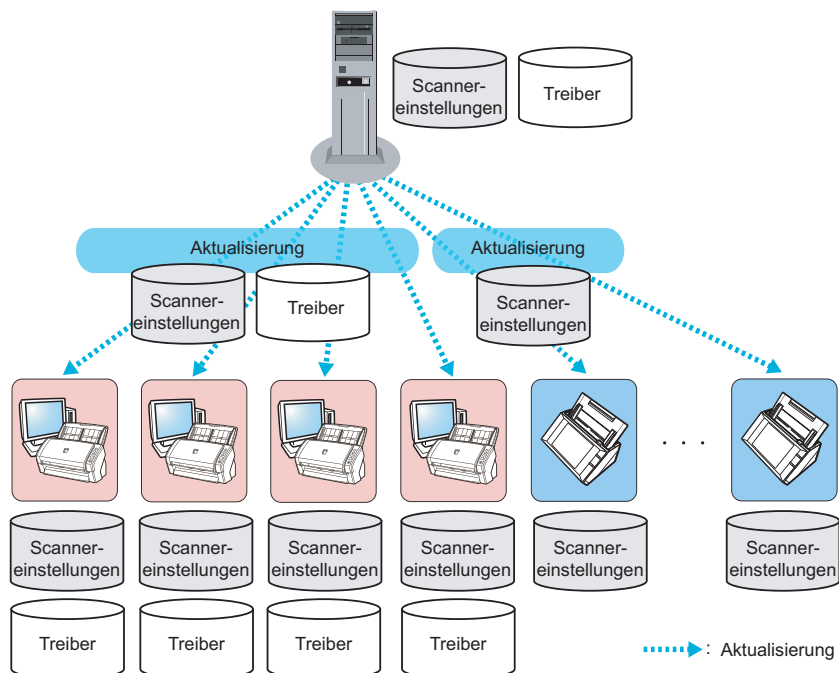 Scanner-
einstellungen
Treiber
Aktualisierung
Aktualisierung
Scanner-
einstellungen
Treiber
Scanner-
einstellungen
. . .
Scanner-
einstellungen
Scanner-
einstellungen
Scanner-
einstellungen
Scanner-
einstellungen
Scanner-
einstellungen
Scanner-
einstellungen
Treiber
Treiber
Treiber
Treiber
: Aktualisierung